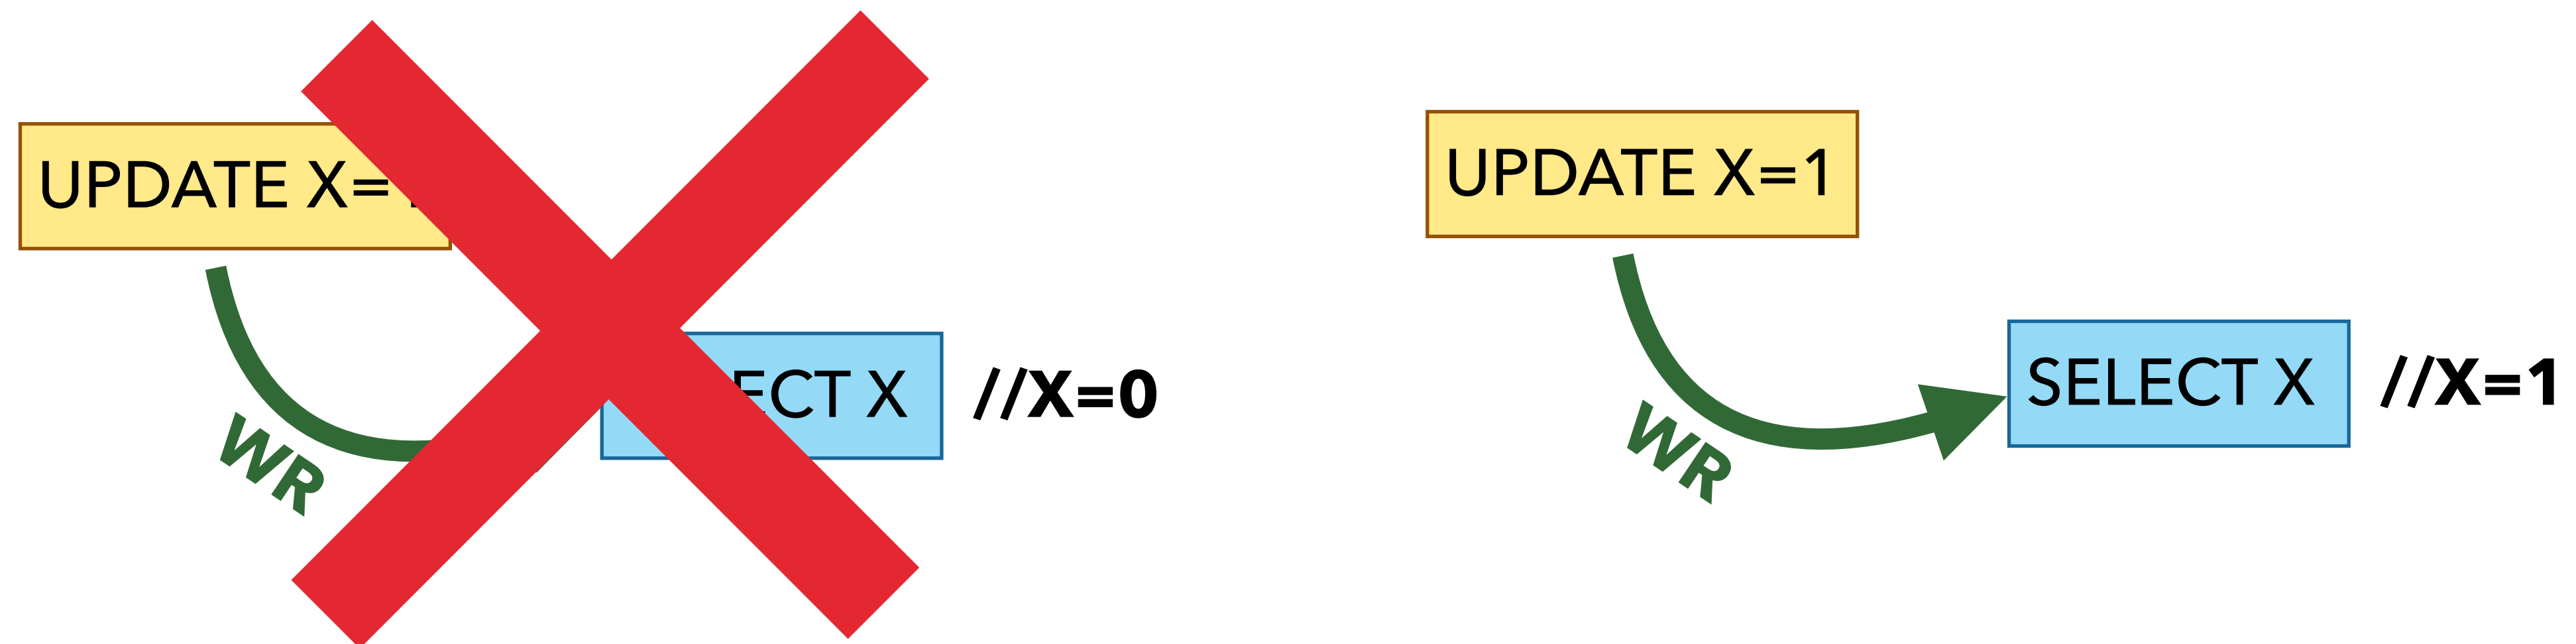 UPDATE X=
ECT X //X=0
WR
UPDATE X=1
SELECT X //X=1
WR